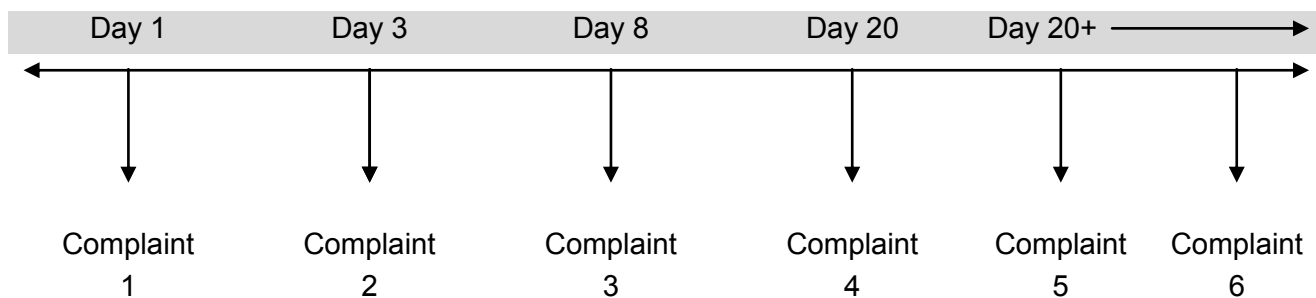 Day 1 Day 3 Day 8 Day 20 Day 20+
Complaint Complaint Complaint Complaint Complaint Complaint
1 2 3 4 5 6